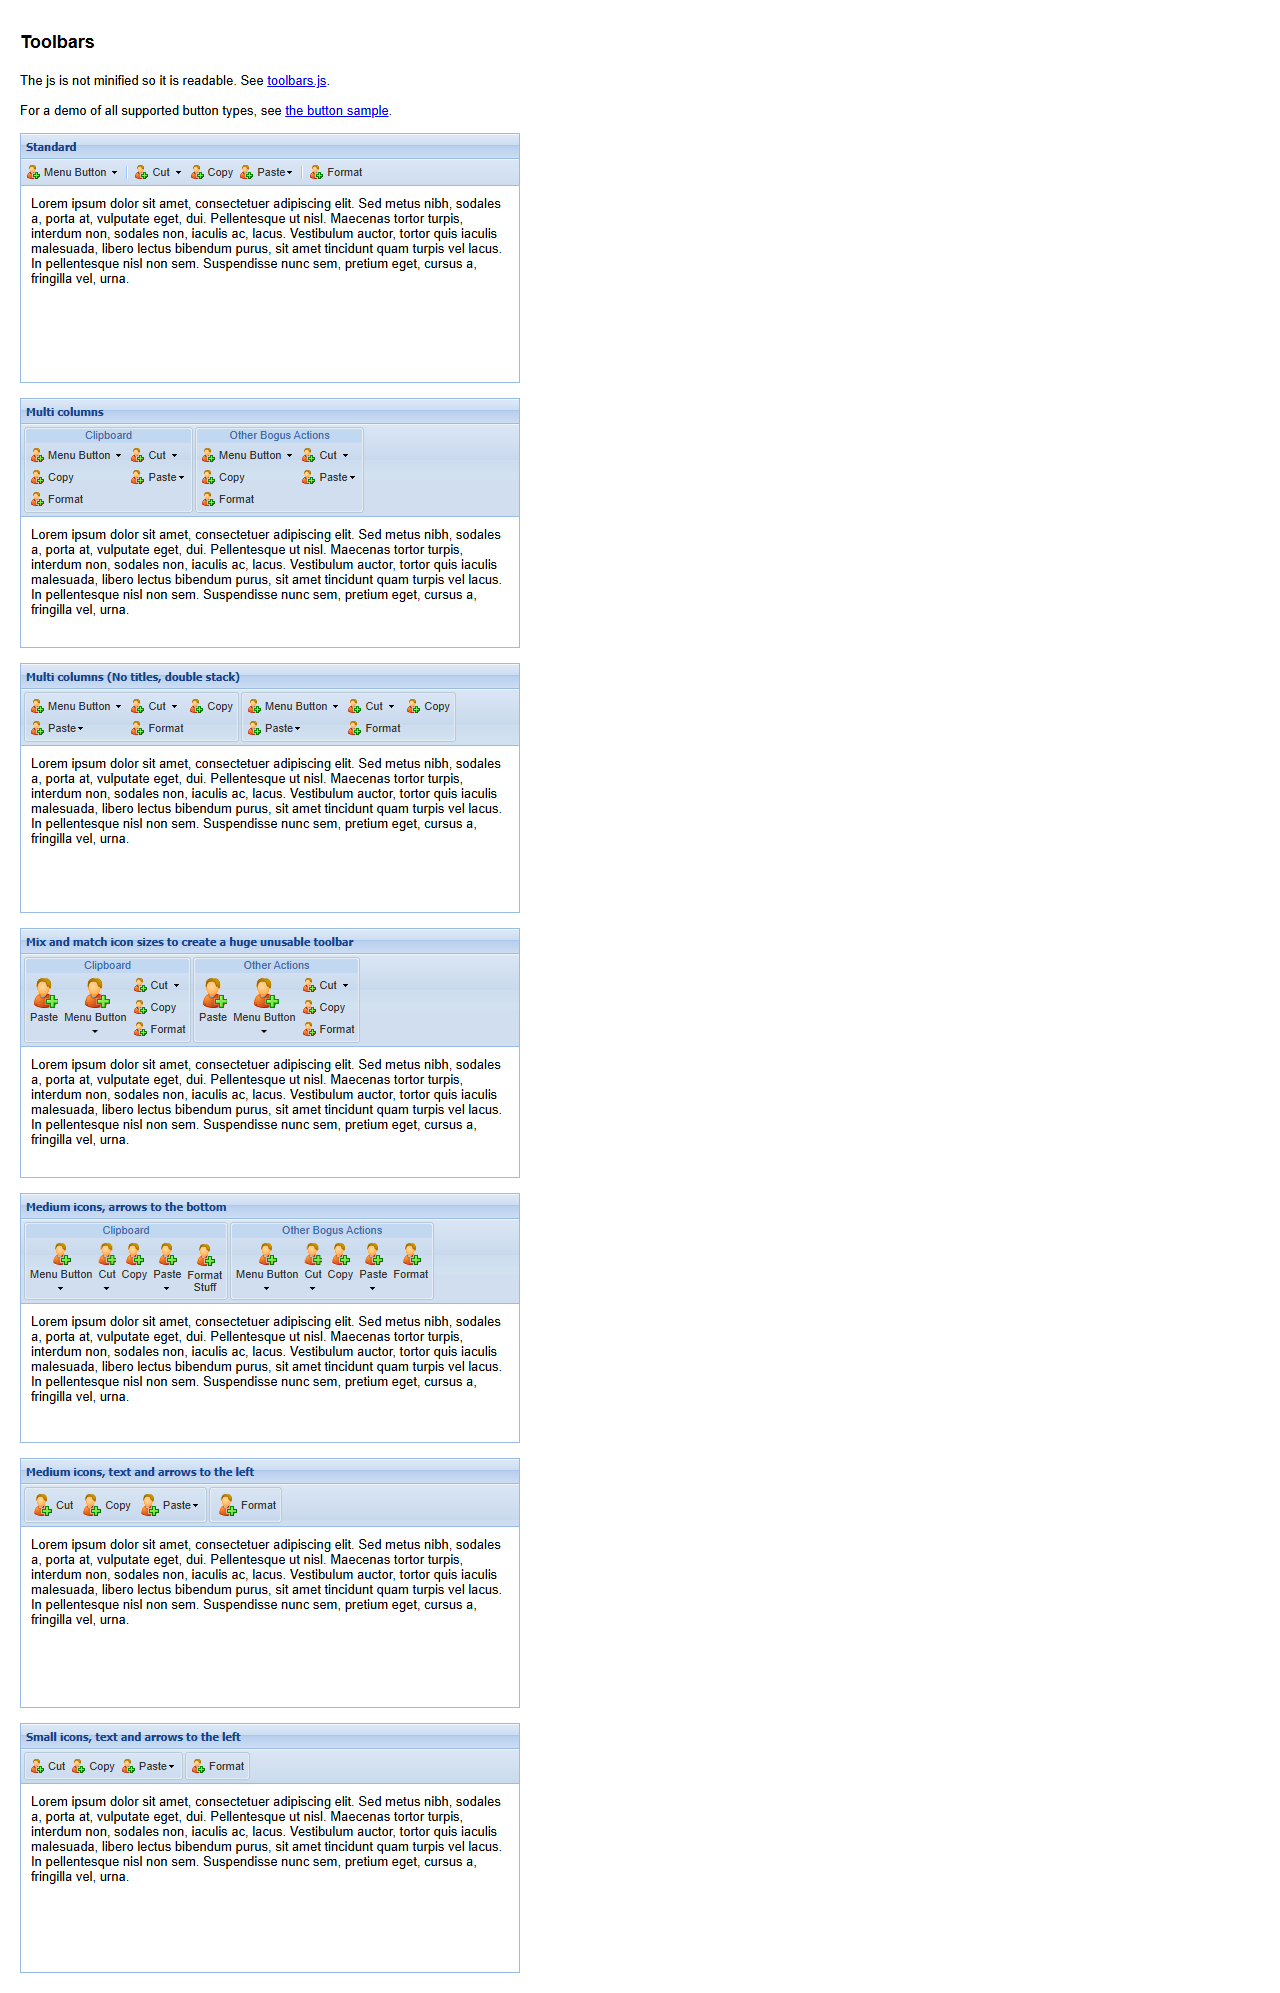 Toolbars
The js is not minified so it is readable. See toolbars.js.
For a demo of all supported button types, see the button sample.
Standard
Menu Button Cut Copy Paste Format
Lorem ipsum dolor sit amet, consectetuer adipiscing elit. Sed metus nibh, sodales
a, porta at, vulputate eget, dui. Pellentesque ut nisl. Maecenas tortor turpis,
interdum non, sodales non, iaculis ac, lacus. Vestibulum auctor, tortor quis iaculis
malesuada, libero lectus bibendum purus, sit amet tincidunt quam turpis vel lacus.
In pellentesque nisl non sem. Suspendisse nunc sem, pretium eget, cursus a,
fringilla vel, urna.
Multi columns
Clipboard Other Bogus Actions
Menu Button Cut Menu Button Cut
Copy Paste Copy Paste
Format Format
Lorem ipsum dolor sit amet, consectetuer adipiscing elit. Sed metus nibh, sodales
a, porta at, vulputate eget, dui. Pellentesque ut nisl. Maecenas tortor turpis,
interdum non, sodales non, iaculis ac, lacus. Vestibulum auctor, tortor quis iaculis
malesuada, libero lectus bibendum purus, sit amet tincidunt quam turpis vel lacus.
In pellentesque nisl non sem. Suspendisse nunc sem, pretium eget, cursus a,
fringilla vel, urna.
Multi columns (No titles, double stack)
Menu Button Cut Copy Menu Button Cut Copy
Paste Format Paste Format
Lorem ipsum dolor sit amet, consectetuer adipiscing elit. Sed metus nibh, sodales
a, porta at, vulputate eget, dui. Pellentesque ut nisl. Maecenas tortor turpis,
interdum non, sodales non, iaculis ac, lacus. Vestibulum auctor, tortor quis iaculis
malesuada, libero lectus bibendum purus, sit amet tincidunt quam turpis vel lacus.
In pellentesque nisl non sem. Suspendisse nunc sem, pretium eget, cursus a,
fringilla vel, urna.
Mix and match icon sizes to create a huge unusable toolbar
Clipboard Other Actions
Cut Cut
Copy Copy
Paste Menu Button Paste Menu Button
Format Format
Lorem ipsum dolor sit amet, consectetuer adipiscing elit. Sed metus nibh, sodales
a, porta at, vulputate eget, dui. Pellentesque ut nisl. Maecenas tortor turpis,
interdum non, sodales non, iaculis ac, lacus. Vestibulum auctor, tortor quis iaculis
malesuada, libero lectus bibendum purus, sit amet tincidunt quam turpis vel lacus.
In pellentesque nisl non sem. Suspendisse nunc sem, pretium eget, cursus a,
fringilla vel, urna.
Medium icons, arrows to the bottom
Clipboard Other Bogus Actions
Menu Button Cut Copy Paste Format Menu Button Cut Copy Paste Format
Stuff
Lorem ipsum dolor sit amet, consectetuer adipiscing elit. Sed metus nibh, sodales
a, porta at, vulputate eget, dui. Pellentesque ut nisl. Maecenas tortor turpis,
interdum non, sodales non, iaculis ac, lacus. Vestibulum auctor, tortor quis iaculis
malesuada, libero lectus bibendum purus, sit amet tincidunt quam turpis vel lacus.
In pellentesque nisl non sem. Suspendisse nunc sem, pretium eget, cursus a,
fringilla vel, urna.
Medium icons, text and arrows to the left
Cut Copy Paste Format
Lorem ipsum dolor sit amet, consectetuer adipiscing elit. Sed metus nibh, sodales
a, porta at, vulputate eget, dui. Pellentesque ut nisl. Maecenas tortor turpis,
interdum non, sodales non, iaculis ac, lacus. Vestibulum auctor, tortor quis iaculis
malesuada, libero lectus bibendum purus, sit amet tincidunt quam turpis vel lacus.
In pellentesque nisl non sem. Suspendisse nunc sem, pretium eget, cursus a,
fringilla vel, urna.
Small icons, text and arrows to the left
Cut Copy Paste Format
Lorem ipsum dolor sit amet, consectetuer adipiscing elit. Sed metus nibh, sodales
a, porta at, vulputate eget, dui. Pellentesque ut nisl. Maecenas tortor turpis,
interdum non, sodales non, iaculis ac, lacus. Vestibulum auctor, tortor quis iaculis
malesuada, libero lectus bibendum purus, sit amet tincidunt quam turpis vel lacus.
In pellentesque nisl non sem. Suspendisse nunc sem, pretium eget, cursus a,
fringilla vel, urna.